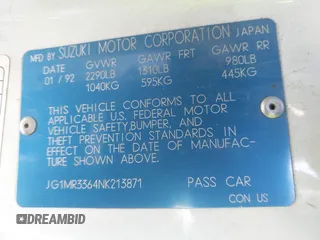 MFG BY SUZUKI MOTOR CORPORATION JAPAN
GVWR GAWR FRT GAWR RR
01 / 92 2290LB 1310LB 980LB
1040KG 595KG 445KG
THIS VEHICLE CONFORMS TO ALL
APPLICABLE U.S. FEDERAL MOTOR
VEHICLE SAFETY,BUMPER, AND
THEFT PREVENTION STANDARDS IN
EFFECT ON THE DATE OF MANUFAC-
TURE SHOWN ABOVE.
JG1MR3364NK213871 PASS CAR
CON US
DREAMBID